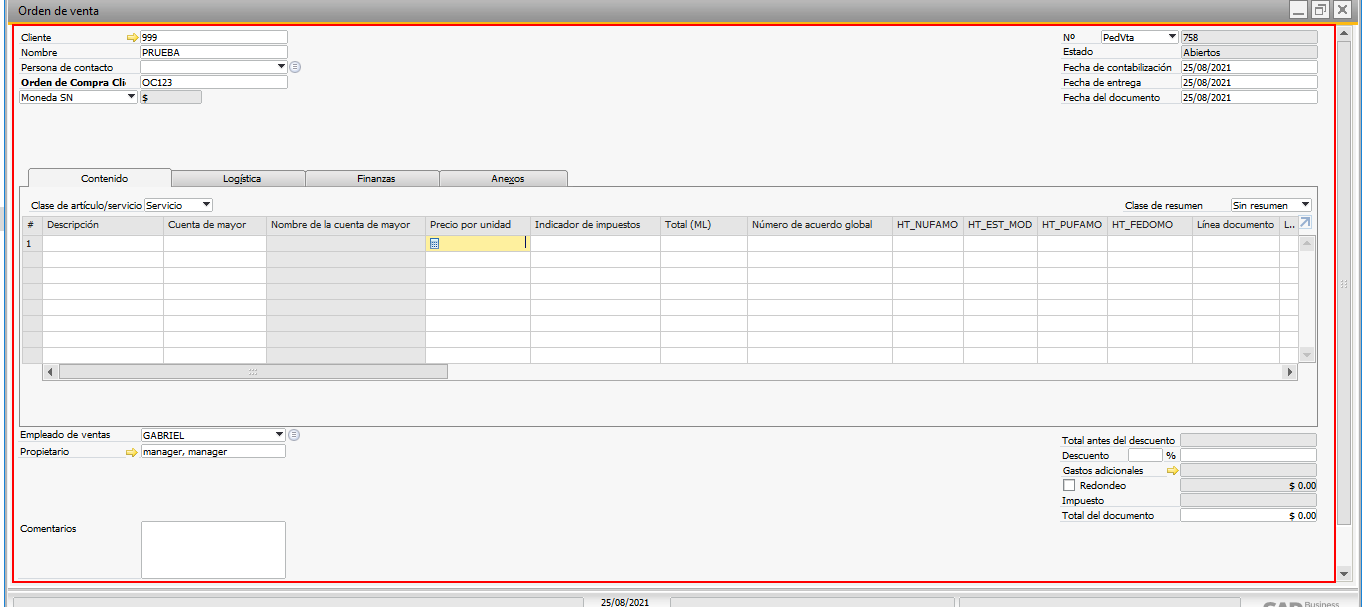 Orden de venta
Cliente 999
Nombre PRUEBA
Persona de contacto
Orden de Compra Cli OC123
Moneda SN $
Nº PedVta 758
Estado Abiertos
Fecha de contabilización 25/08/2021
Fecha de entrega 25/08/2021
Fecha del documento 25/08/2021
Contenido Logística Finanzas Anexos
Clase de artículo/servicio Servicio Clase de resumen Sin resumen
# Descripción Cuenta de mayor Nombre de la cuenta de mayor Precio por unidad Indicador de impuestos Total (ML) Número de acuerdo global HT_NUFAMO HT_EST_MOD HT_PUFAMO HT_FEDOMO Línea documento L..
1
Empleado de ventas GABRIEL
Propietario manager, manager
Comentarios
Total antes del descuento
Descuento %
Gastos adicionales
Redondeo $ 0.00
Impuesto
Total del documento $ 0.00
25/08/2021
SAP Business